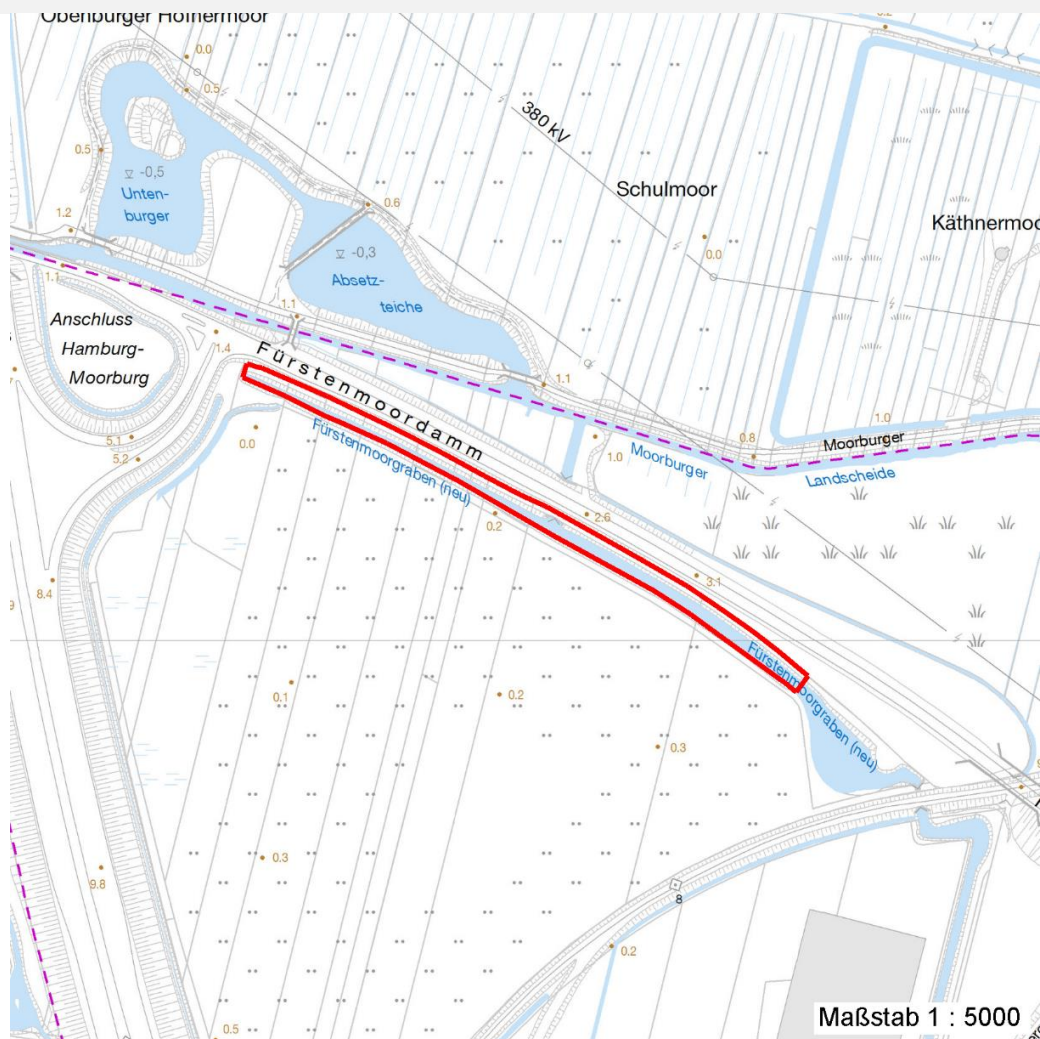 Obenburger Hofnermoor
0.0
0.5
380 kV
0.5
-0,5
Unten-
burger
Schulmoor
0.6
1.2
Käthnermoo
0.0
-0,3
Absetz-
teiche
1.1
1.1
Anschluss
Hamburg-
Moorburg
1.4
Fürstenmoordamm
1.1
0.0
Fürstenmoorgraben (neu)
5.1
5.2
1.0
1.0
0.8
Moorburger
Moorburger
Landscheide
0.2
2.6
3.1
8.4
Fürstenmoorgraben (neu)
0.1
0.2
0.3
0.3
9.8
8
0.2
0.5
Maßstab 1 : 5000